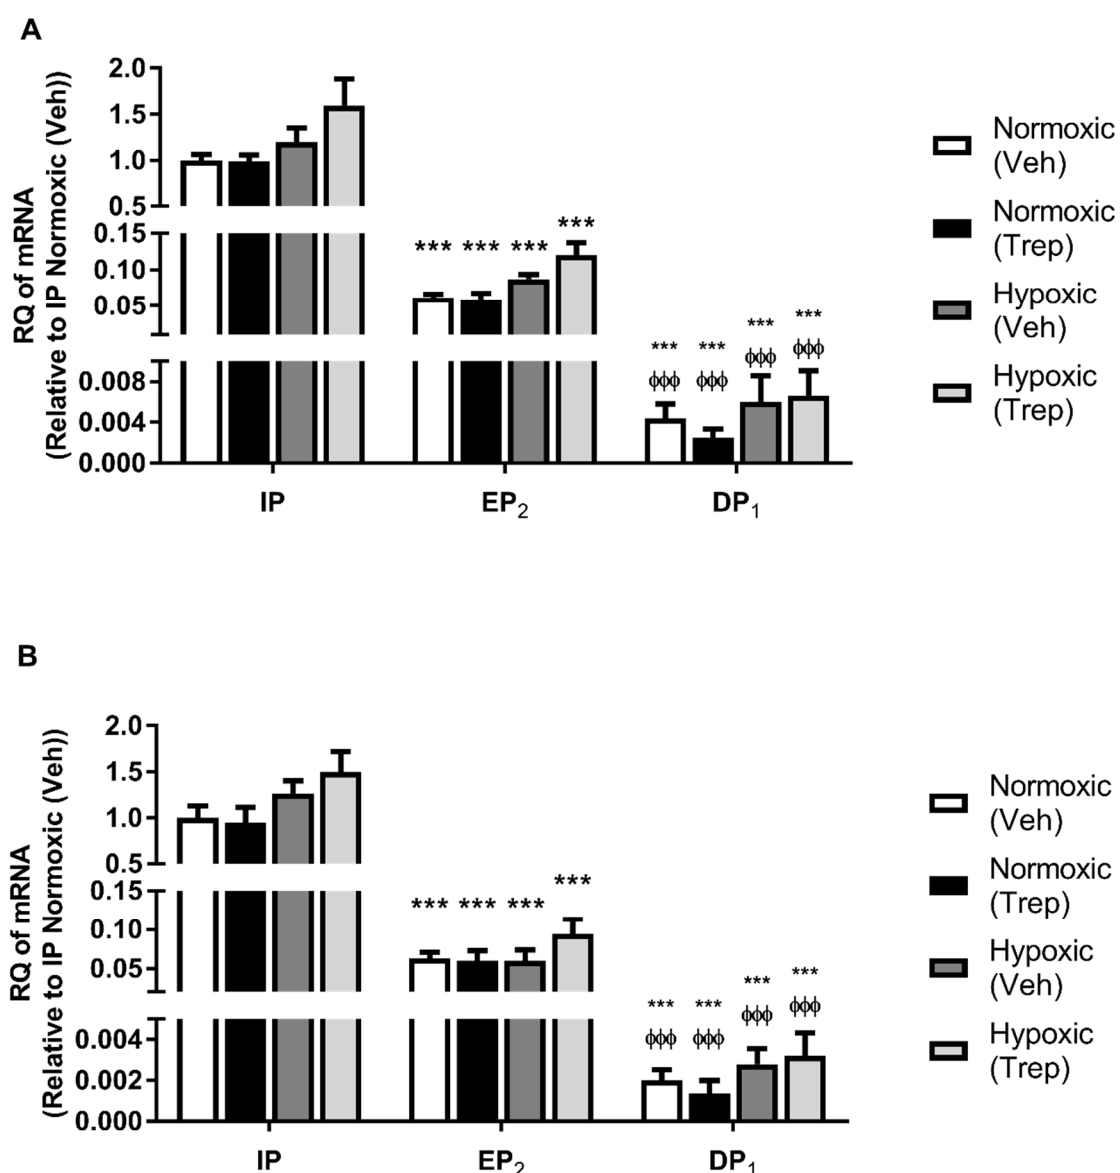 A
RQ of mRNA
(Relative to IP Normoxic (Veh))
2.0
1.5
1.0
0.5
0.15
0.10
0.05
0.008
0.004
0.000
*** *** *** ***
*** *** *** ***
ϕϕϕ ϕϕϕ ϕϕϕ ϕϕϕ
IP EP₂ DP₁
Normoxic
(Veh)
Normoxic
(Trep)
Hypoxic
(Veh)
Hypoxic
(Trep)
B
RQ of mRNA
(Relative to IP Normoxic (Veh))
2.0
1.5
1.0
0.5
0.15
0.10
0.05
0.004
0.002
0.000
*** *** *** ***
*** *** *** ***
ϕϕϕ ϕϕϕ ϕϕϕ ϕϕϕ
IP EP₂ DP₁
Normoxic
(Veh)
Normoxic
(Trep)
Hypoxic
(Veh)
Hypoxic
(Trep)